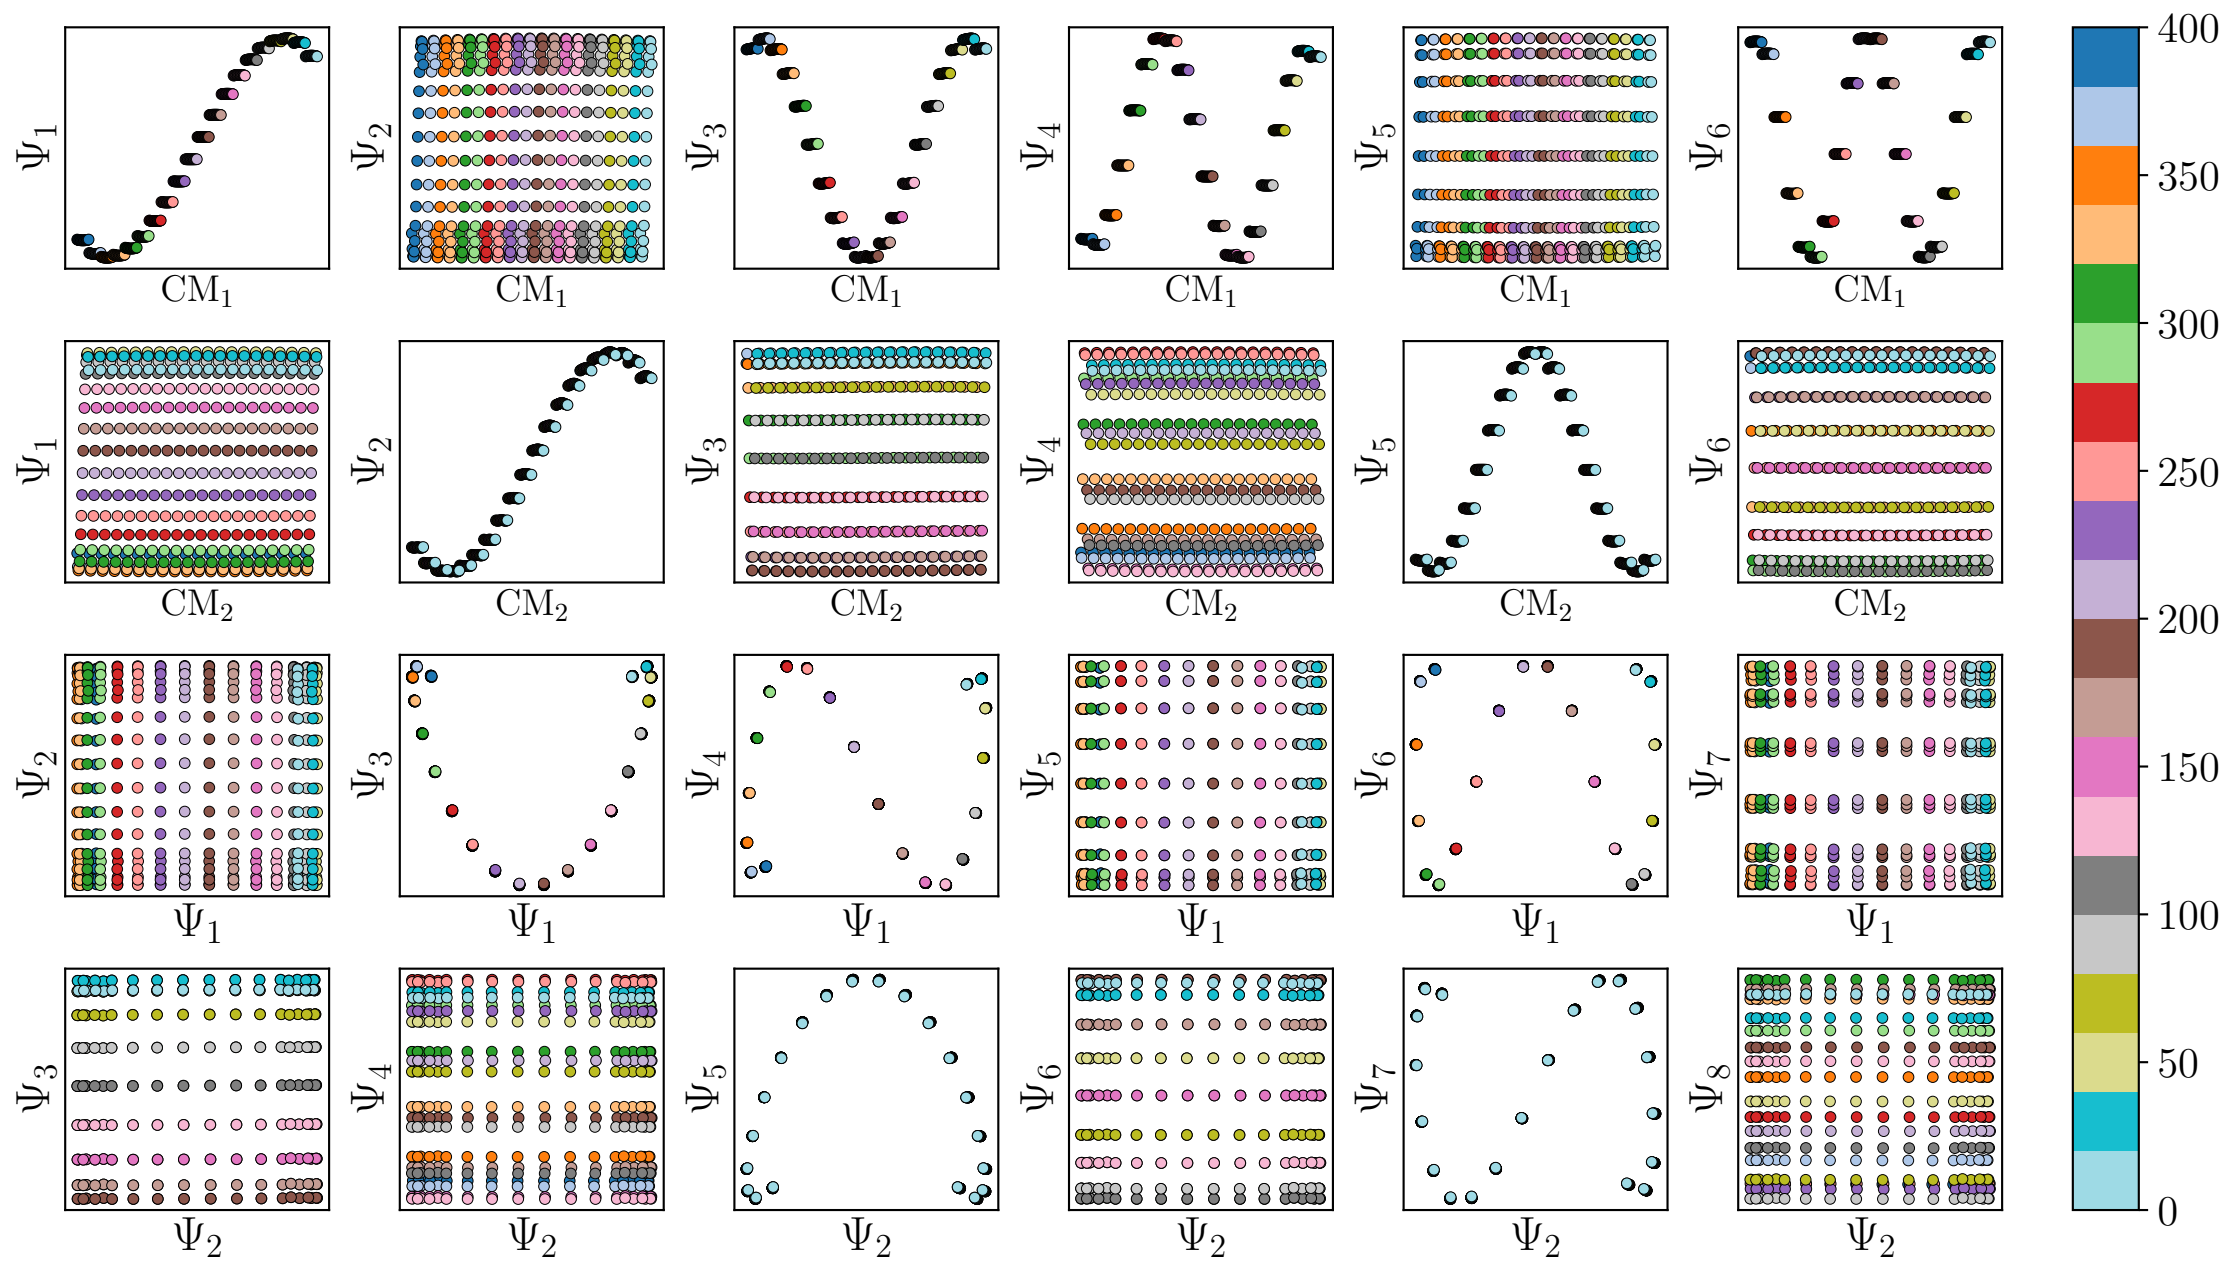 Ψ₁ Ψ₂ Ψ₃ Ψ₄ Ψ₅ Ψ₆
CM₁ CM₁ CM₁ CM₁ CM₁ CM₁
Ψ₁ Ψ₂ Ψ₃ Ψ₄ Ψ₅ Ψ₆
CM₂ CM₂ CM₂ CM₂ CM₂ CM₂
Ψ₂ Ψ₃ Ψ₄ Ψ₅ Ψ₆ Ψ₇
Ψ₁ Ψ₁ Ψ₁ Ψ₁ Ψ₁ Ψ₁
Ψ₃ Ψ₄ Ψ₅ Ψ₆ Ψ₇ Ψ₈
Ψ₂ Ψ₂ Ψ₂ Ψ₂ Ψ₂ Ψ₂
400
350
300
250
200
150
100
50
0